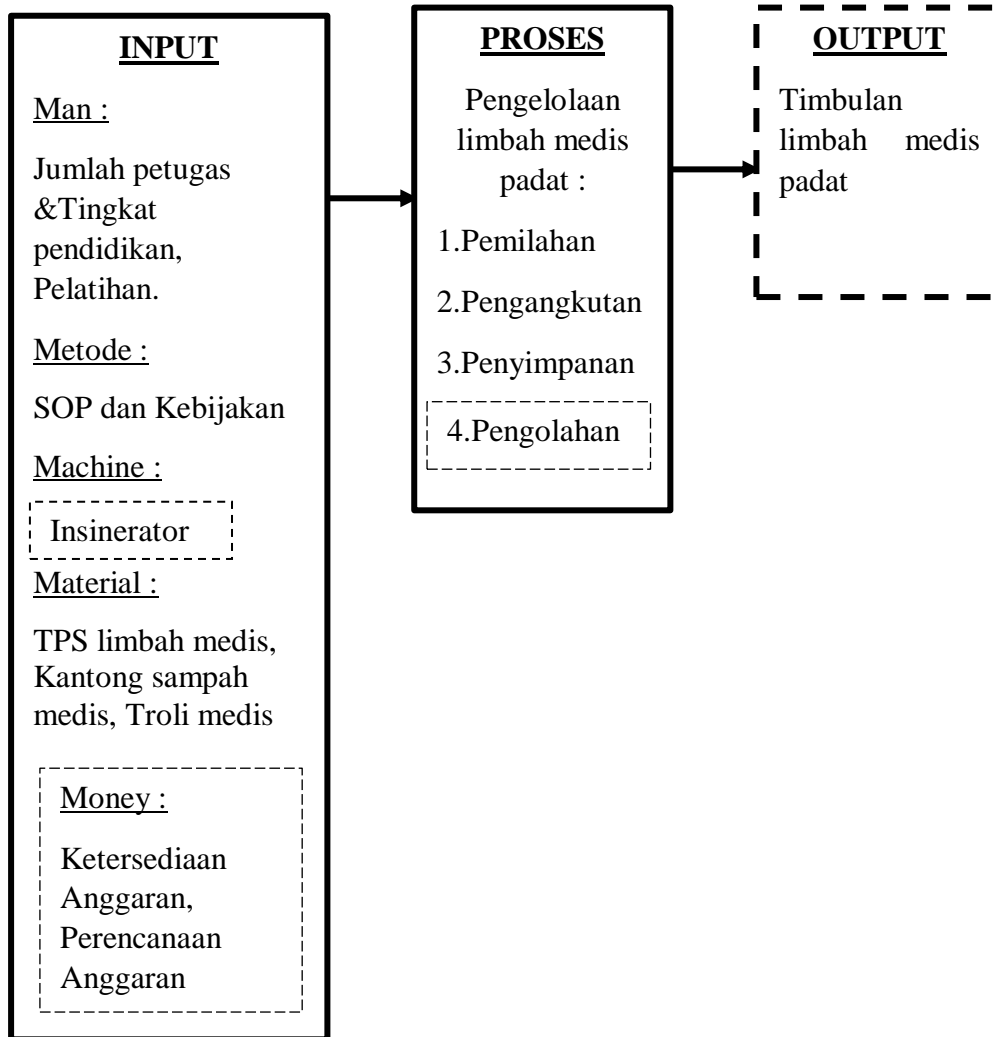 INPUT
Man :
Jumlah petugas
&Tingkat
pendidikan,
Pelatihan.
Metode :
SOP dan Kebijakan
Machine :
Insinerator
Material :
TPS limbah medis,
Kantong sampah
medis, Troli medis
Money :
Ketersediaan
Anggaran,
Perencanaan
Anggaran
PROSES
Pengelolaan
limbah medis
padat :
1.Pemilahan
2.Pengangkutan
3.Penyimpanan
4.Pengolahan
OUTPUT
Timbulan
limbah medis
padat